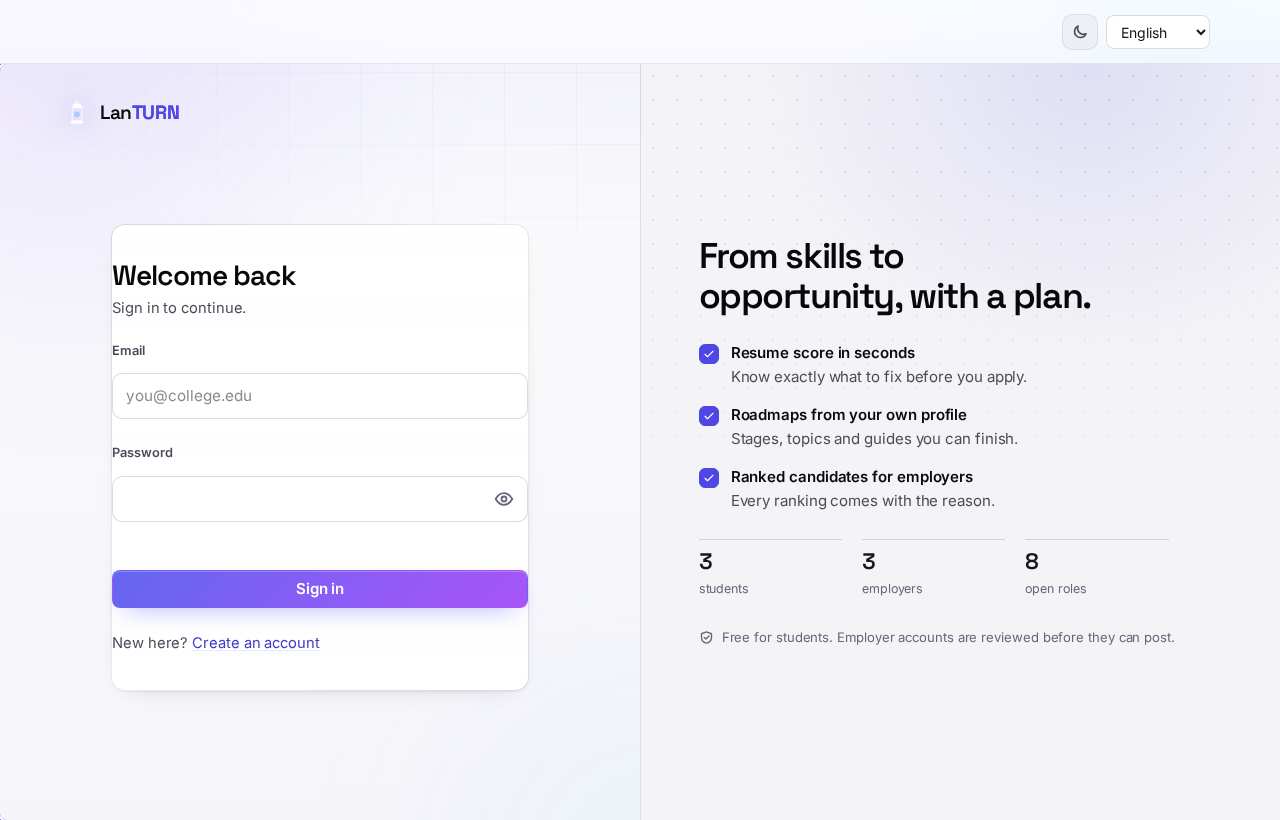 English
LanTURN
Welcome back
Sign in to continue.
Email
you@college.edu
Password
Sign in
New here? Create an account
From skills to
opportunity, with a plan.
Resume score in seconds
Know exactly what to fix before you apply.
Roadmaps from your own profile
Stages, topics and guides you can finish.
Ranked candidates for employers
Every ranking comes with the reason.
3 3 8
students employers open roles
Free for students. Employer accounts are reviewed before they can post.